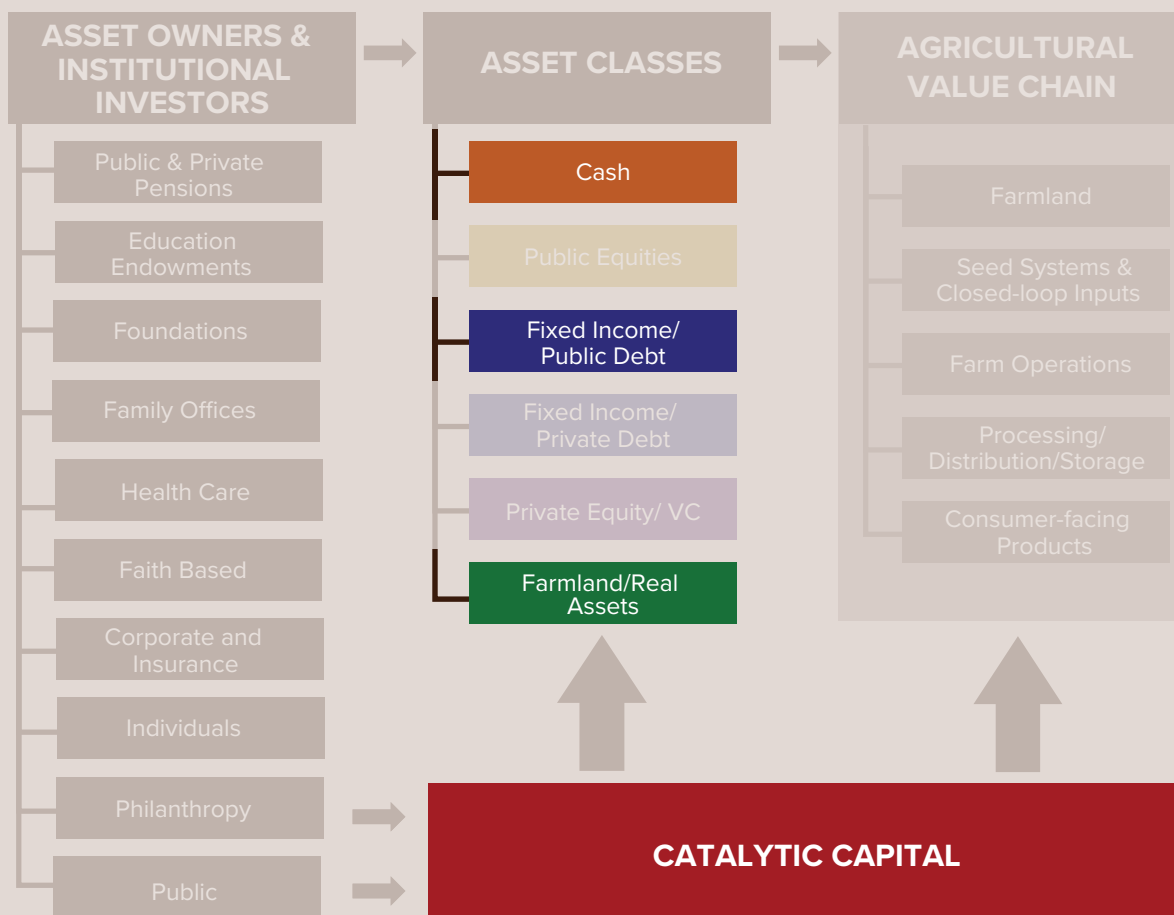 ASSET OWNERS &
INSTITUTIONAL
INVESTORS
Public & Private
Pensions
Education
Endowments
Foundations
Family Offices
Health Care
Faith Based
Corporate and
Insurance
Individuals
Philanthropy
Public
ASSET CLASSES
Cash
Public Equities
Fixed Income/
Public Debt
Fixed Income/
Private Debt
Private Equity/ VC
Farmland/Real
Assets
AGRICULTURAL
VALUE CHAIN
Farmland
Seed Systems &
Closed-loop Inputs
Farm Operations
Processing/
Distribution/Storage
Consumer-facing
Products
CATALYTIC CAPITAL